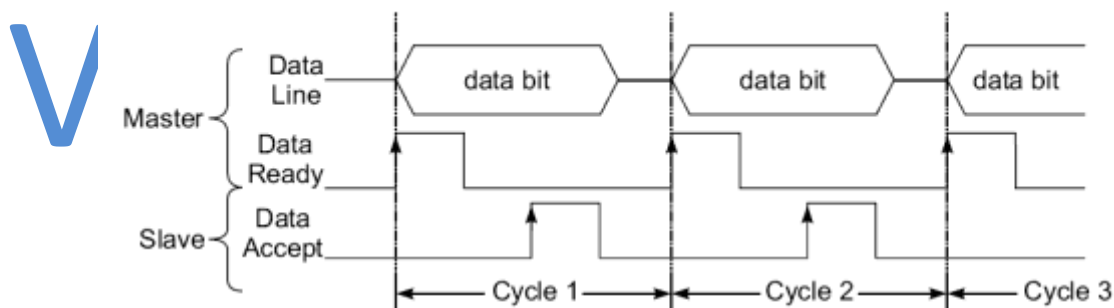 V
Data
Line
data bit
data bit
data bit
Master
Data
Ready
Slave
Data
Accept
Cycle 1
Cycle 2
Cycle 3